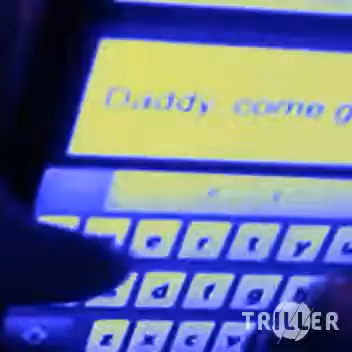 Daddy come g
e r t y u
d f g h
z x c v
TRILLER